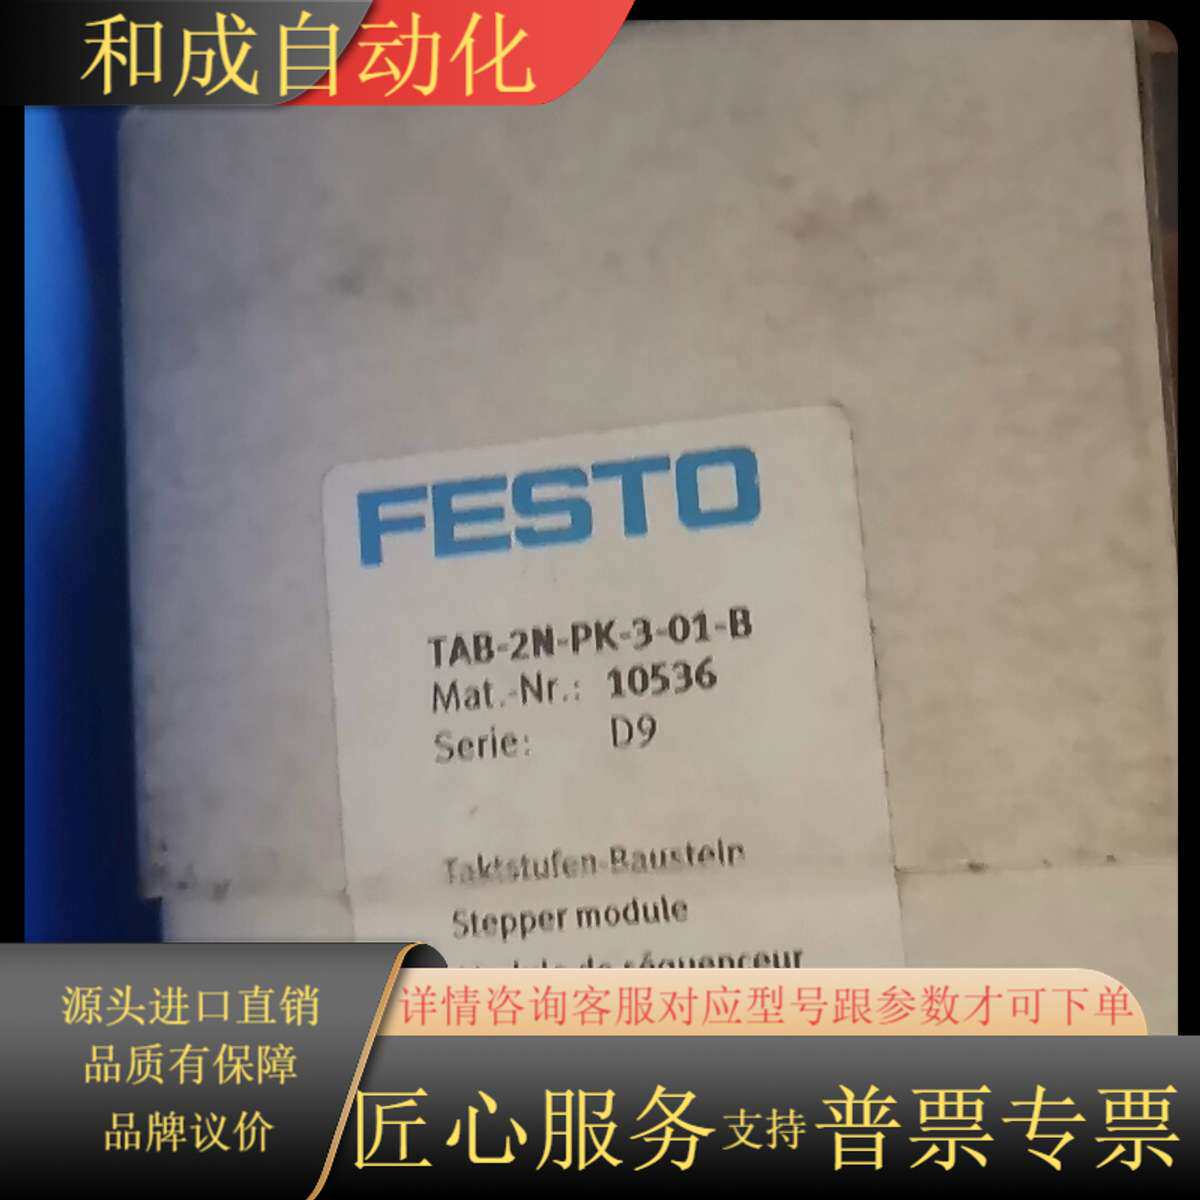 和成自动化
FESTO
TAB-2N-PK-3-01-B
Mat.-Nr.: 10536
Serie: D9
Taktstufen-Baustein
Stepper module
Module de séquenceur
源头进口直销
品质有保障
品牌议价
详情咨询客服对应型号跟参数才可下单
匠心服务支持普票专票